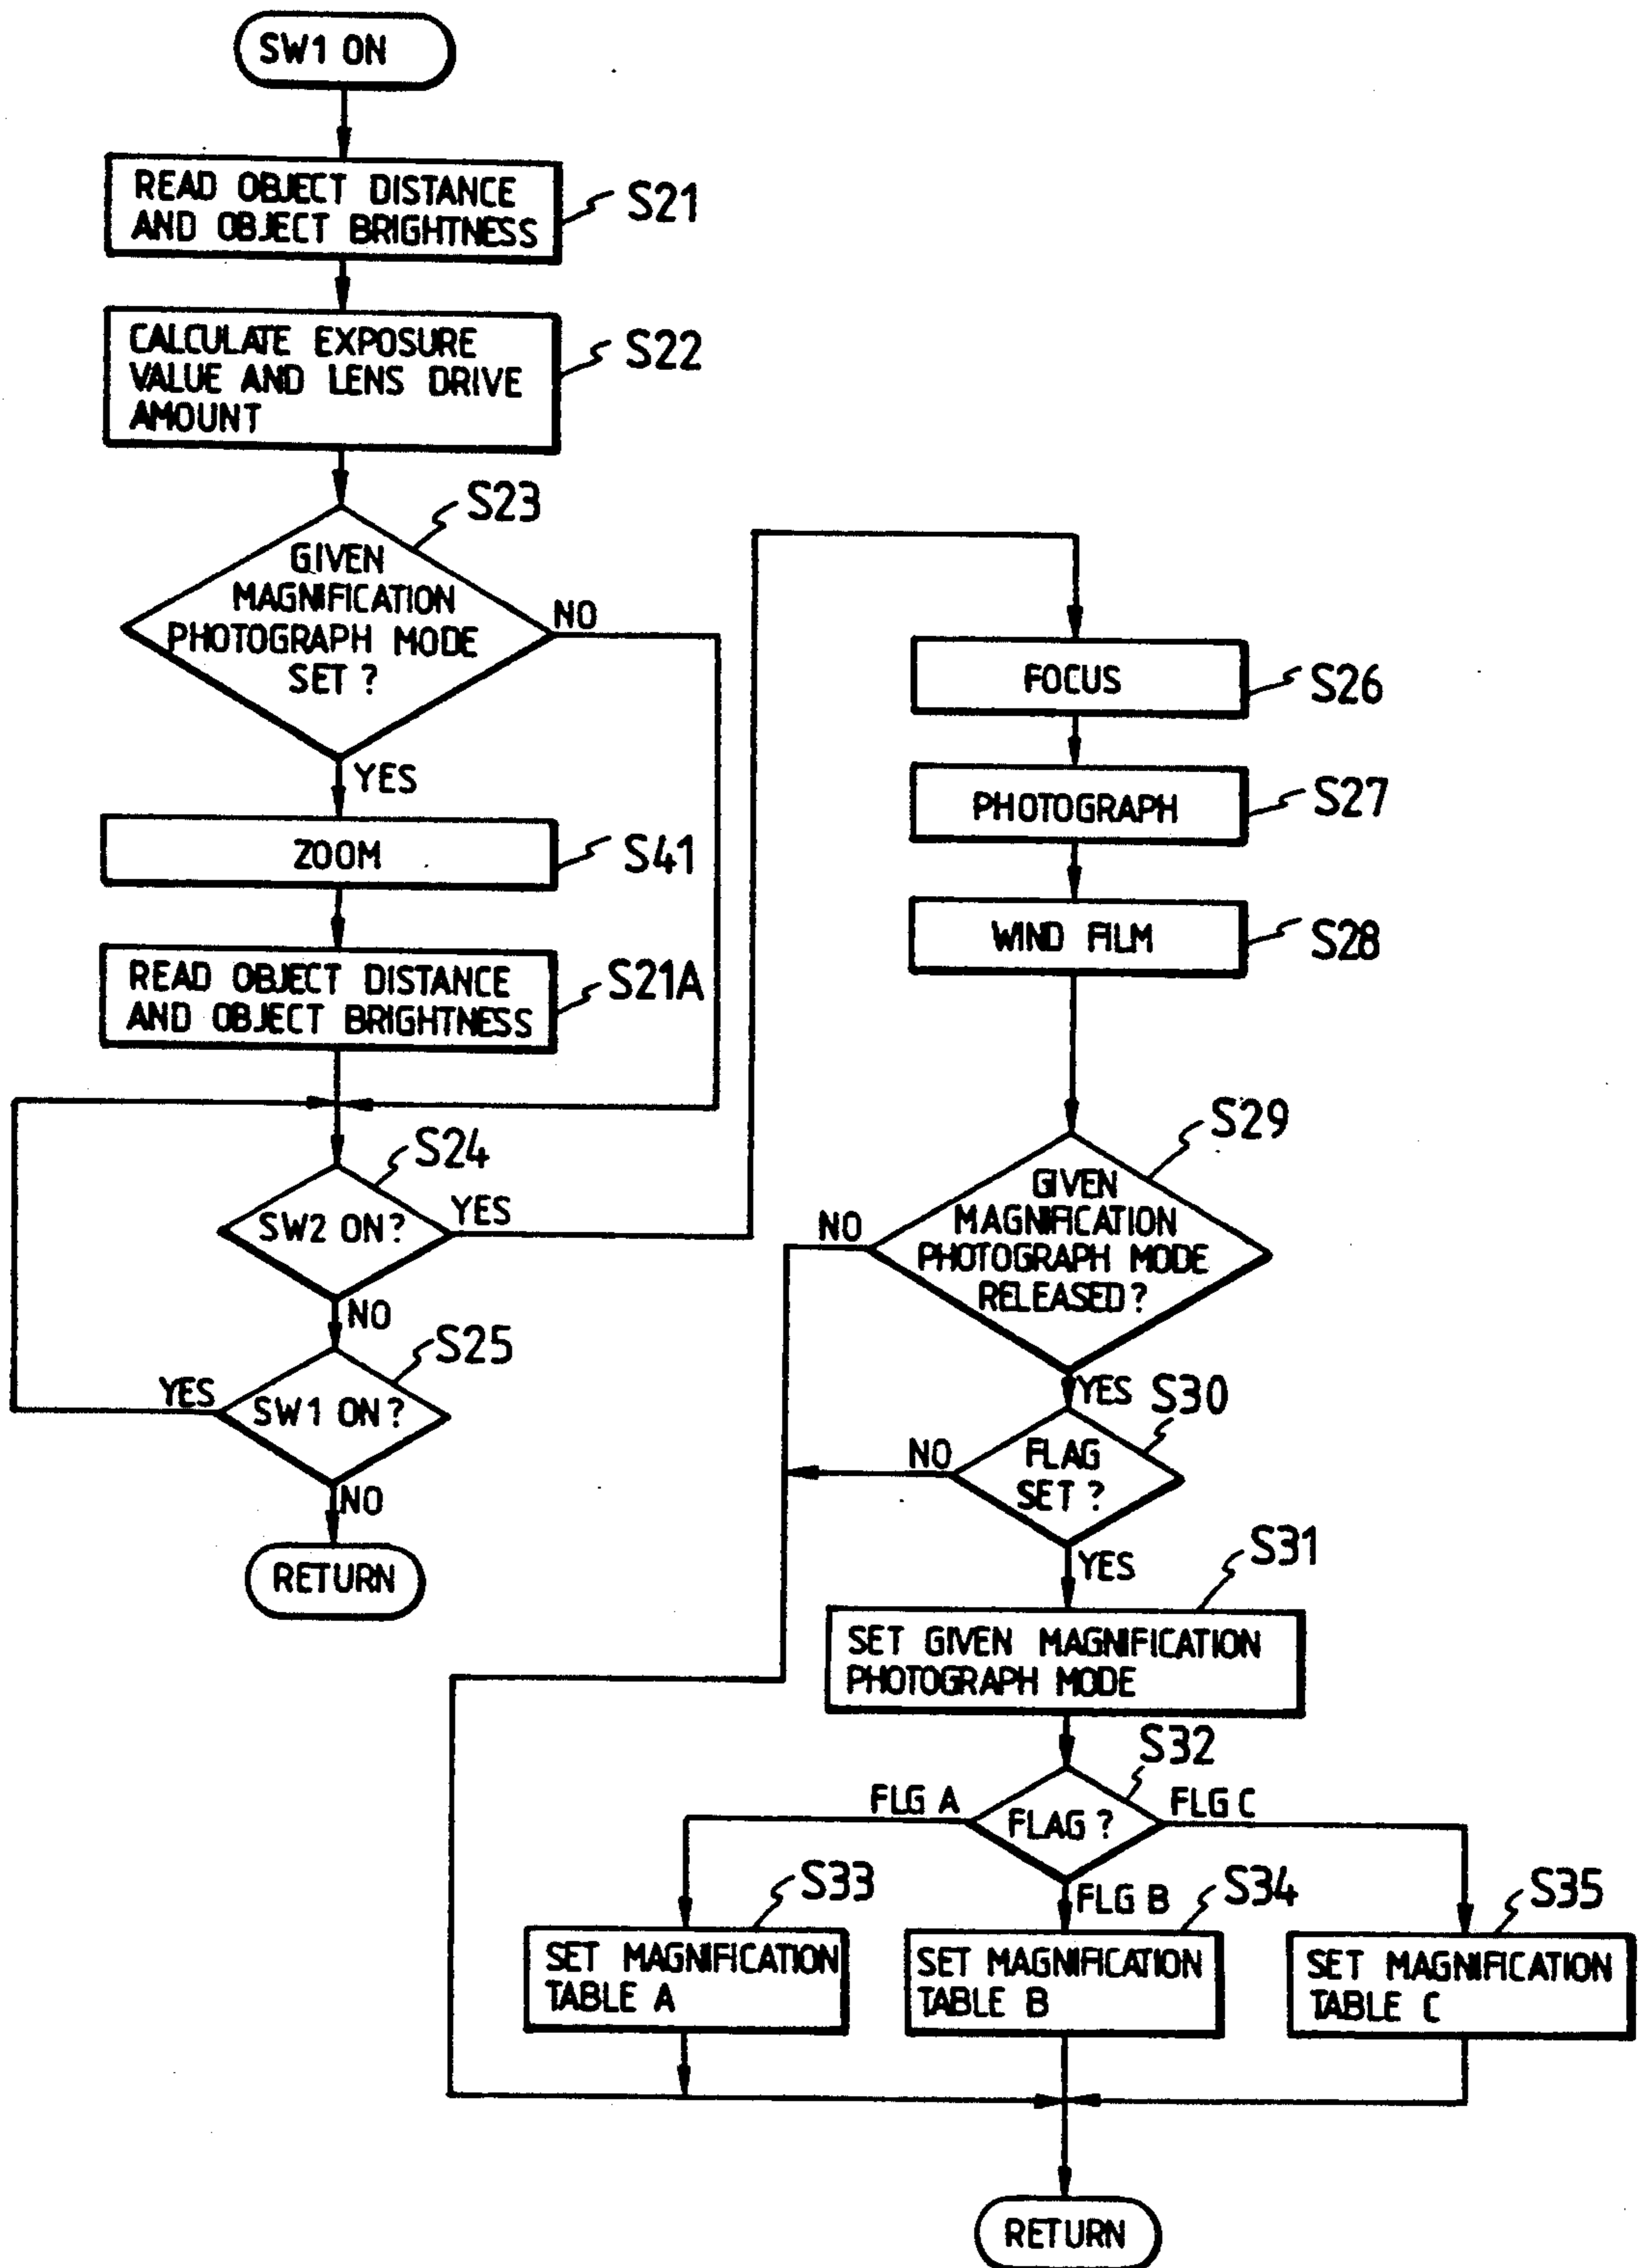 SW1 ON
READ OBJECT DISTANCE
AND OBJECT BRIGHTNESS
S21
CALCULATE EXPOSURE
VALUE AND LENS DRIVE
AMOUNT
S22
S23
GIVEN
MAGNIFICATION
PHOTOGRAPH MODE
SET ?
NO
YES
ZOOM
S41
READ OBJECT DISTANCE
AND OBJECT BRIGHTNESS
S21A
S24
SW2 ON ?
YES
NO
S25
SW1 ON ?
YES
NO
RETURN
FOCUS
S26
PHOTOGRAPH
S27
WIND FILM
S28
S29
GIVEN
MAGNIFICATION
PHOTOGRAPH MODE
RELEASED ?
NO
YES
S30
FLAG
SET ?
NO
YES
S31
SET GIVEN MAGNIFICATION
PHOTOGRAPH MODE
S32
FLAG ?
FLG A
FLG B
FLG C
S33
SET MAGNIFICATION
TABLE A
S34
SET MAGNIFICATION
TABLE B
S35
SET MAGNIFICATION
TABLE C
RETURN